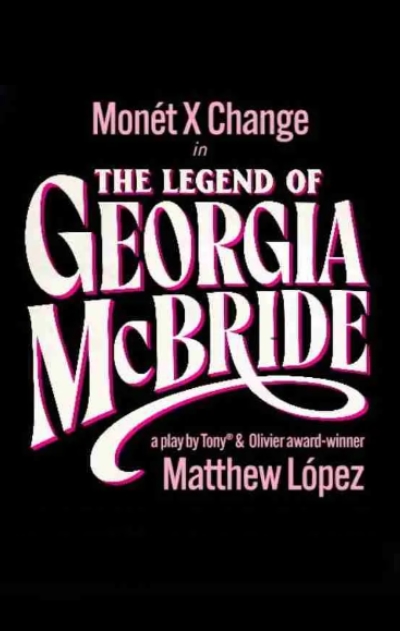 Monét X Change
in
THE LEGEND OF
GEORGIA
MCBRIDE
a play by Tony® & Olivier award-winner
Matthew López